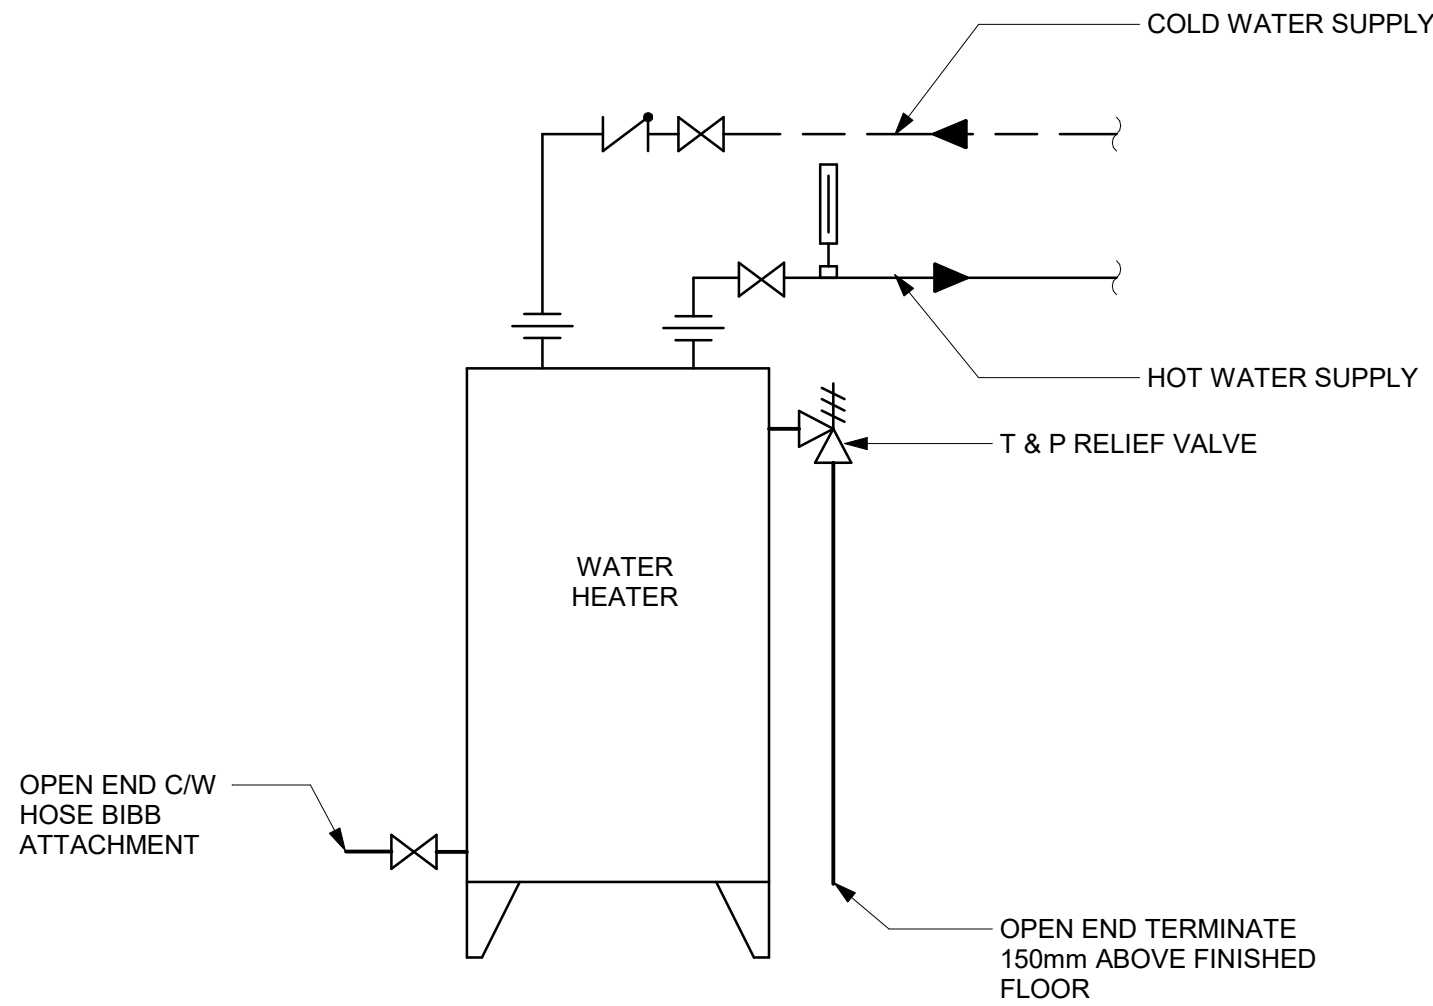 COLD WATER SUPPLY
HOT WATER SUPPLY
T & P RELIEF VALVE
WATER
HEATER
OPEN END C/W
HOSE BIBB
ATTACHMENT
OPEN END TERMINATE
150mm ABOVE FINISHED
FLOOR